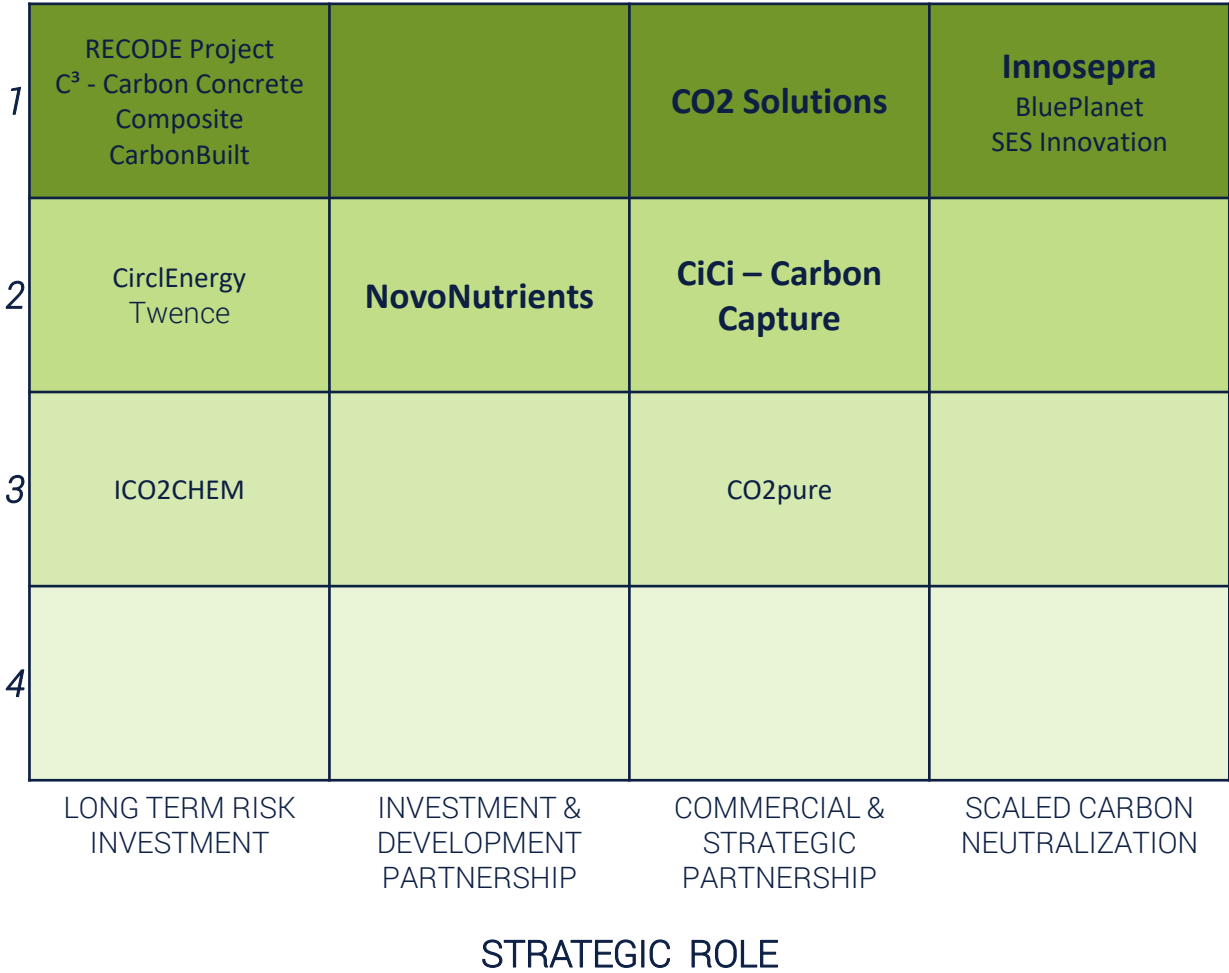 1
RECODE Project
C³ - Carbon Concrete
Composite
CarbonBuilt
CO2 Solutions
Innosepra
BluePlanet
SES Innovation
2
CirclEnergy
Twence
NovoNutrients
CiCi – Carbon
Capture
3
ICO2CHEM
CO2pure
4
LONG TERM RISK
INVESTMENT
INVESTMENT &
DEVELOPMENT
PARTNERSHIP
COMMERCIAL &
STRATEGIC
PARTNERSHIP
SCALED CARBON
NEUTRALIZATION
STRATEGIC ROLE